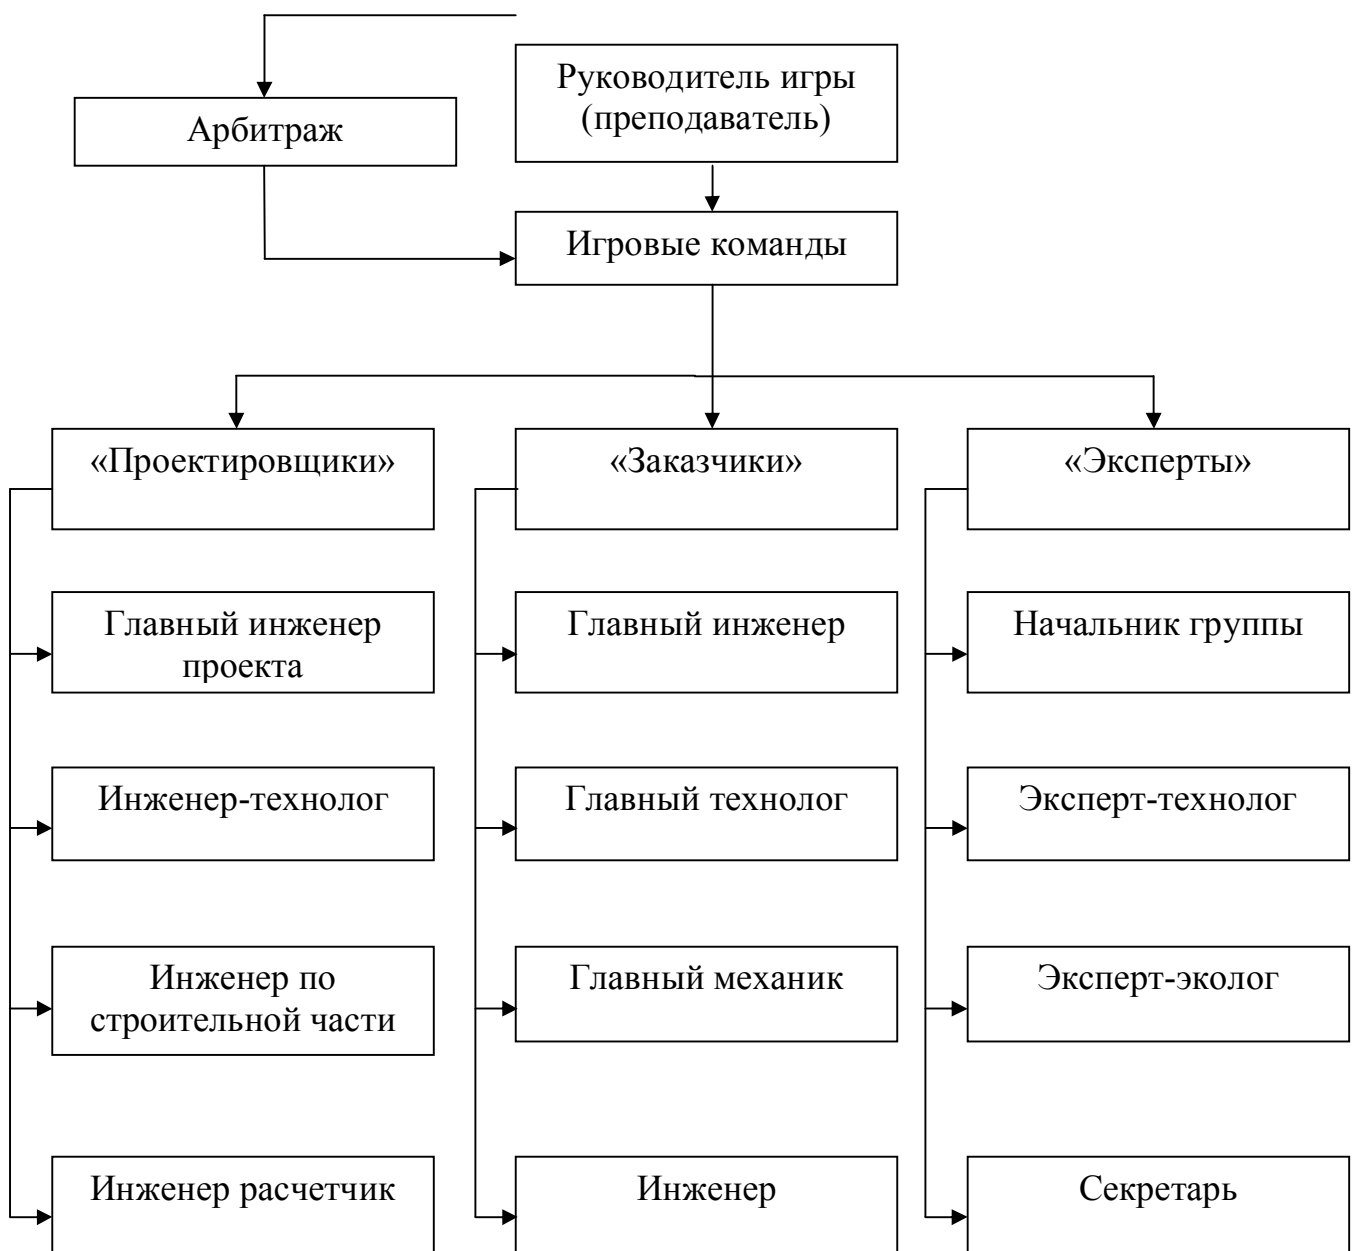 Руководитель игры
(преподаватель)
Арбитраж
Игровые команды
«Проектировщики»
«Заказчики»
«Эксперты»
Главный инженер
проекта
Главный инженер
Начальник группы
Инженер-технолог
Главный технолог
Эксперт-технолог
Инженер по
строительной части
Главный механик
Эксперт-эколог
Инженер расчетчик
Инженер
Секретарь